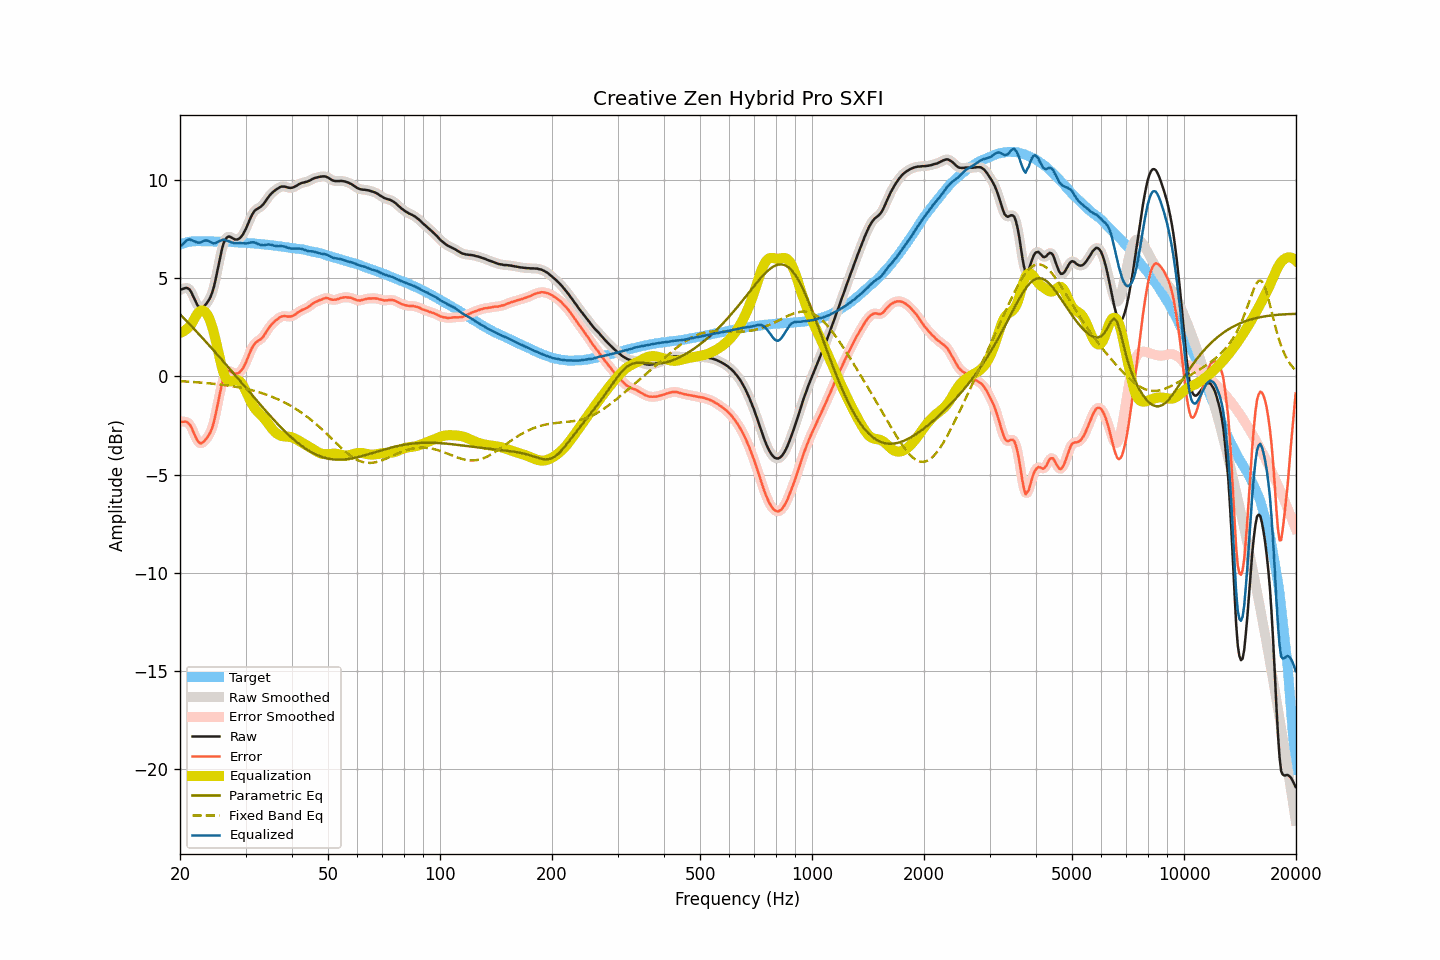 Creative Zen Hybrid Pro SXFI
Amplitude (dBr)
10
5
0
−5
−10
−15
−20
Target
Raw Smoothed
Error Smoothed
Raw
Error
Equalization
Parametric Eq
Fixed Band Eq
Equalized
20 50 100 200 500 1000 2000 5000 10000 20000
Frequency (Hz)